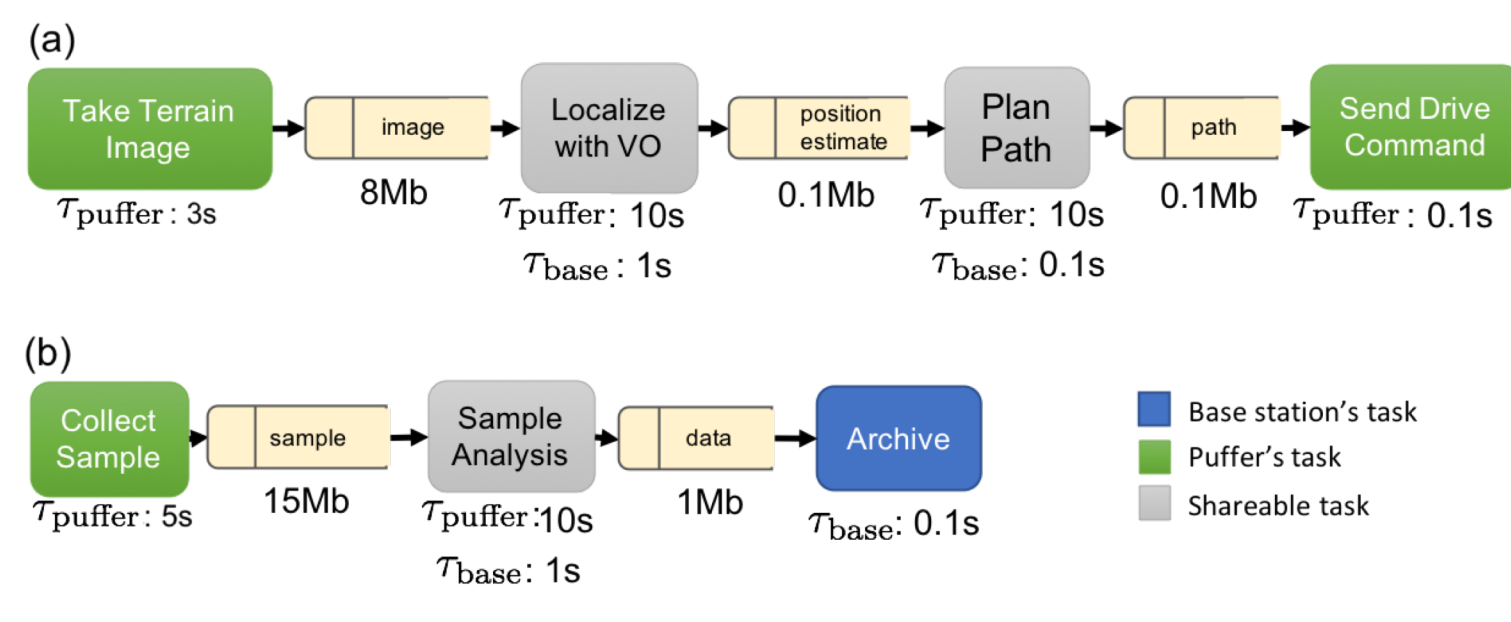 (a)
Take Terrain
Image
image
Localize
with VO
position
estimate
Plan
Path
path
Send Drive
Command
τpuffer: 3s
8Mb
τpuffer: 10s
τbase: 1s
0.1Mb
τpuffer: 10s
τbase: 0.1s
0.1Mb
τpuffer: 0.1s
(b)
Collect
Sample
sample
Sample
Analysis
data
Archive
τpuffer: 5s
15Mb
τpuffer:10s
τbase: 1s
1Mb
τbase: 0.1s
Base station's task
Puffer's task
Shareable task